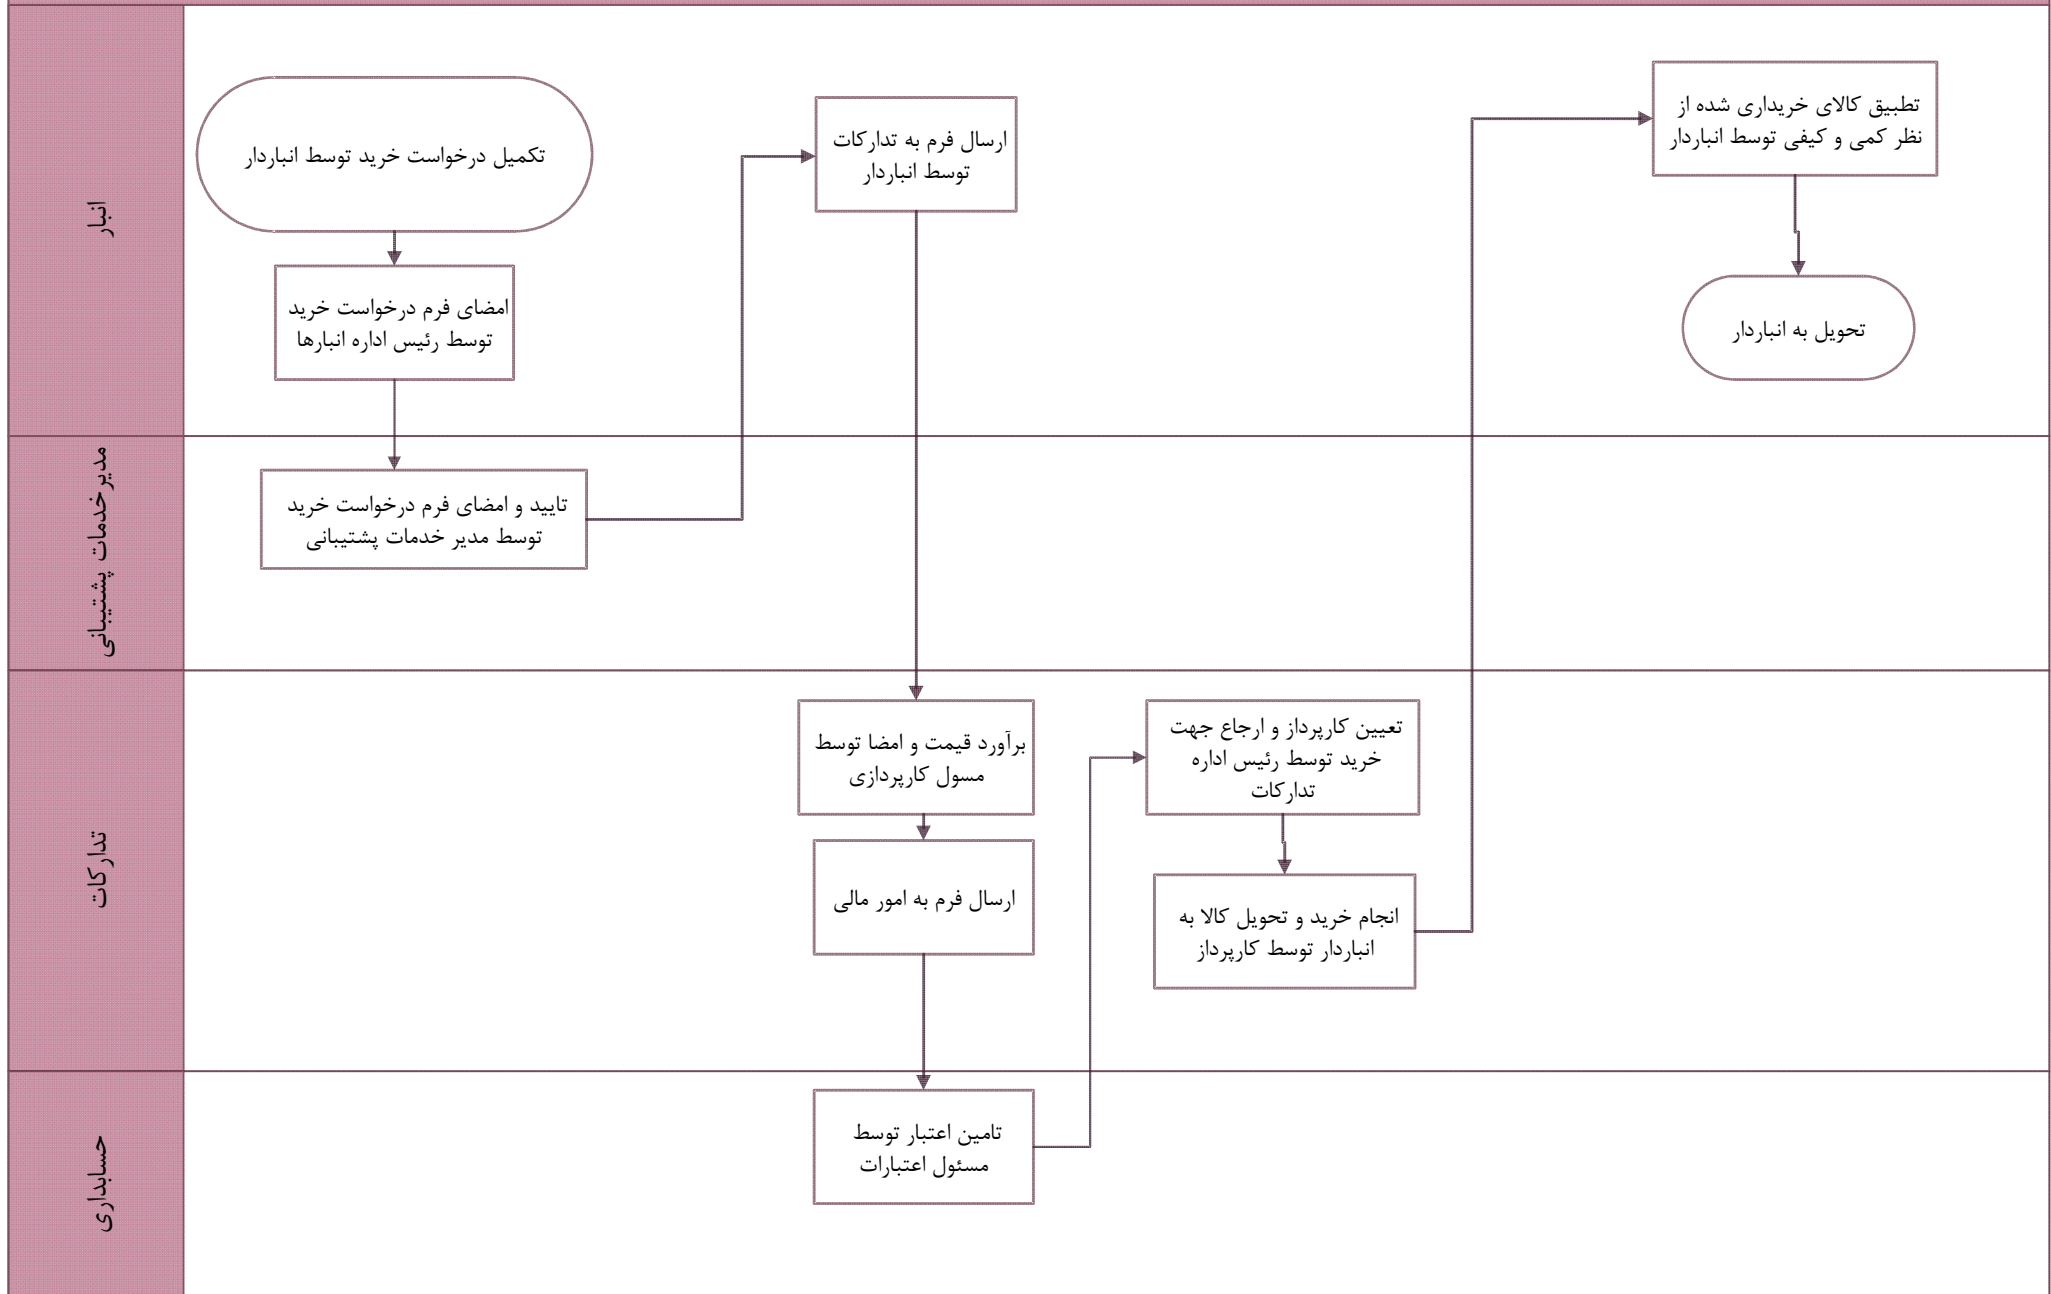 انبار
تکمیل درخواست خرید توسط انباردار
امضای فرم درخواست خرید
توسط رئیس اداره انبارها
ارسال فرم به تدارکات
توسط انباردار
تطبیق کالای خریداری شده از
نظر کمی و کیفی توسط انباردار
تحویل به انباردار
مدیرخدمات پشتیبانی
تایید و امضای فرم درخواست خرید
توسط مدیر خدمات پشتیبانی
تدارکات
برآورد قیمت و امضا توسط
مسول کارپردازی
ارسال فرم به امور مالی
تعیین کارپرداز و ارجاع جهت
خرید توسط رئیس اداره
تدارکات
انجام خرید و تحویل کالا به
انباردار توسط کارپرداز
حسابداری
تامین اعتبار توسط
مسئول اعتبارات